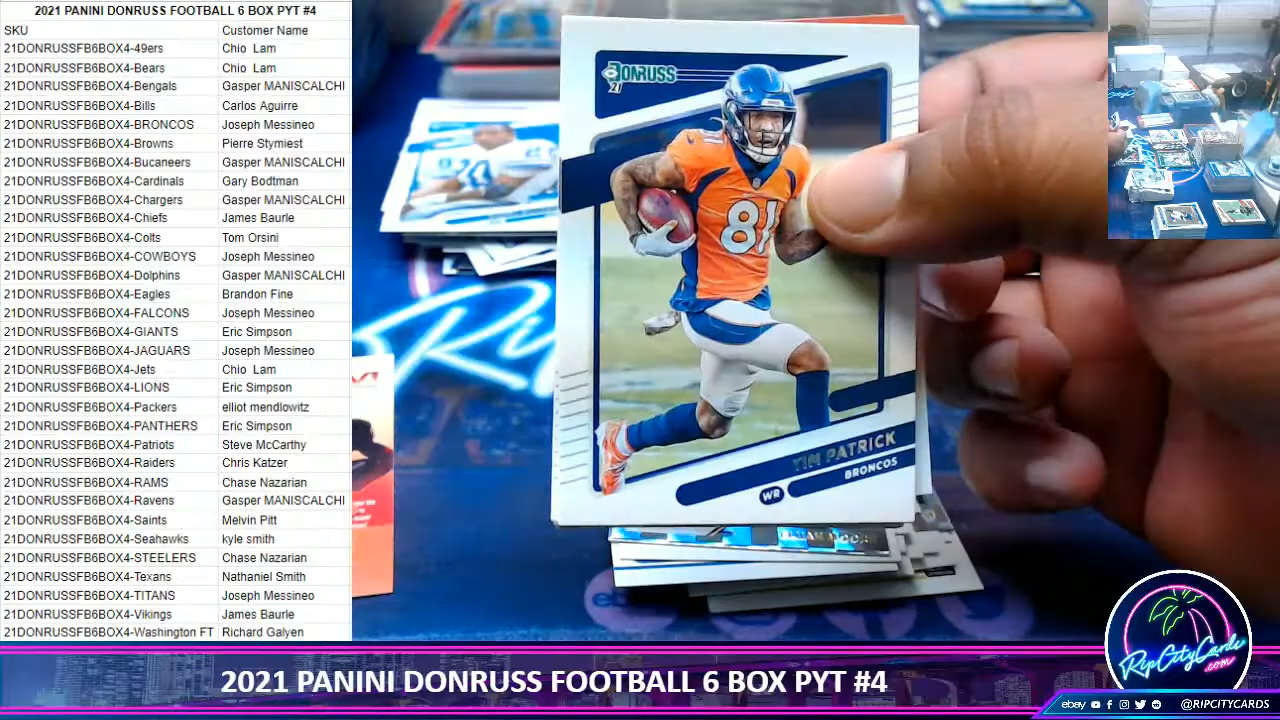 2021 PANINI DONRUSS FOOTBALL 6 BOX PYT #4
SKU Customer Name
21DONRUSSFB6BOX4-49ers Chio Lam
21DONRUSSFB6BOX4-Bears Chio Lam
21DONRUSSFB6BOX4-Bengals Gasper MANISCALCHI
21DONRUSSFB6BOX4-Bills Carlos Aguirre
21DONRUSSFB6BOX4-BRONCOS Joseph Messineo
21DONRUSSFB6BOX4-Browns Pierre Stymiest
21DONRUSSFB6BOX4-Bucaneers Gasper MANISCALCHI
21DONRUSSFB6BOX4-Cardinals Gary Bodtman
21DONRUSSFB6BOX4-Chargers Gasper MANISCALCHI
21DONRUSSFB6BOX4-Chiefs James Baurle
21DONRUSSFB6BOX4-Colts Tom Orsini
21DONRUSSFB6BOX4-COWBOYS Joseph Messineo
21DONRUSSFB6BOX4-Dolphins Gasper MANISCALCHI
21DONRUSSFB6BOX4-Eagles Brandon Fine
21DONRUSSFB6BOX4-FALCONS Joseph Messineo
21DONRUSSFB6BOX4-GIANTS Eric Simpson
21DONRUSSFB6BOX4-JAGUARS Joseph Messineo
21DONRUSSFB6BOX4-Jets Chio Lam
21DONRUSSFB6BOX4-LIONS Eric Simpson
21DONRUSSFB6BOX4-Packers elliot mendlowitz
21DONRUSSFB6BOX4-PANTHERS Eric Simpson
21DONRUSSFB6BOX4-Patriots Steve McCarthy
21DONRUSSFB6BOX4-Raiders Chris Katzer
21DONRUSSFB6BOX4-RAMS Chase Nazarian
21DONRUSSFB6BOX4-Ravens Gasper MANISCALCHI
21DONRUSSFB6BOX4-Saints Melvin Pitt
21DONRUSSFB6BOX4-Seahawks kyle smith
21DONRUSSFB6BOX4-STEELERS Chase Nazarian
21DONRUSSFB6BOX4-Texans Nathaniel Smith
21DONRUSSFB6BOX4-TITANS Joseph Messineo
21DONRUSSFB6BOX4-Vikings James Baurle
21DONRUSSFB6BOX4-Washington FT Richard Galyen
DONRUSS
21
81
81
TIM PATRICK
BRONCOS
WR
Ri
RipCityCards
.com
2021 PANINI DONRUSS FOOTBALL 6 BOX PYT #4
ebay @RIPCITYCARDS